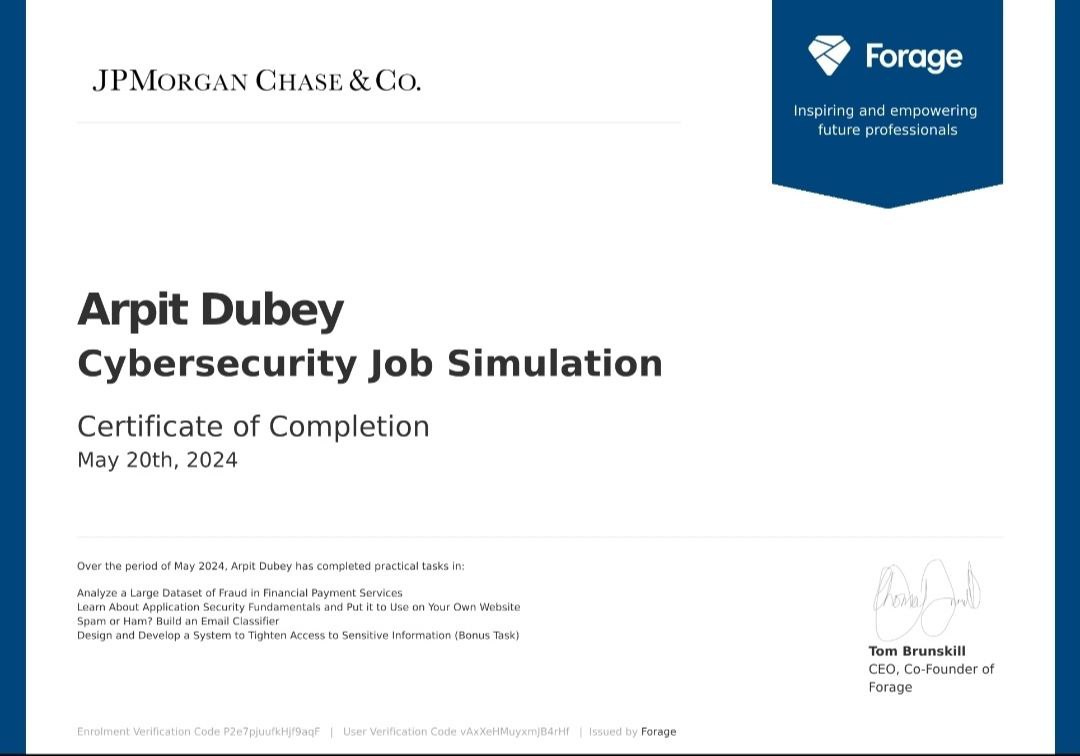 JPMORGAN CHASE & CO.
Forage
Inspiring and empowering
future professionals
Arpit Dubey
Cybersecurity Job Simulation
Certificate of Completion
May 20th, 2024
Over the period of May 2024, Arpit Dubey has completed practical tasks in:
Analyze a Large Dataset of Fraud in Financial Payment Services
Learn About Application Security Fundamentals and Put it to Use on Your Own Website
Spam or Ham? Build an Email Classifier
Design and Develop a System to Tighten Access to Sensitive Information (Bonus Task)
Tom Brunskill
CEO, Co-Founder of
Forage
Enrolment Verification Code P2e7pjuufkHjf9aqF | User Verification Code vAxXeHMuyxmJB4rHf | Issued by Forage